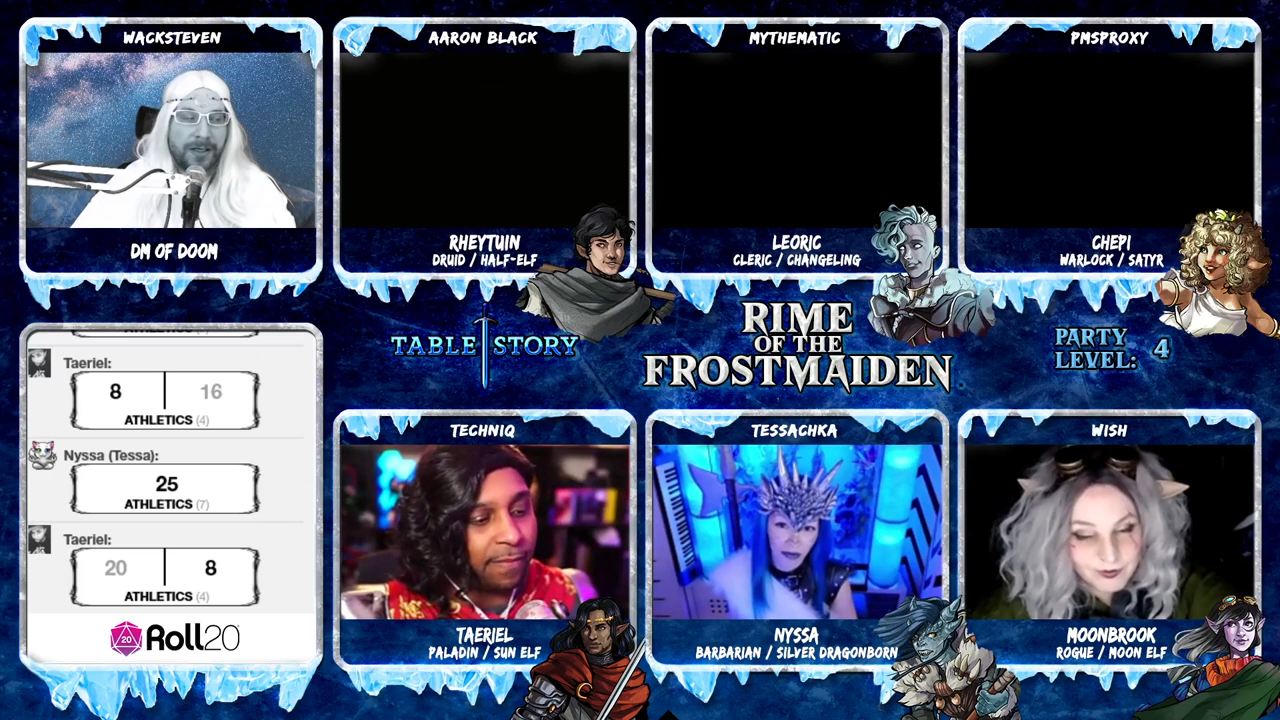 WACKSTEVEN
AARON BLACK
MYTHEMATIC
PMSPROXY
DM OF DOOM
RHEYTUIN
DRUID / HALF-ELF
LEORIC
CLERIC / CHANGELING
CHEPI
WARLOCK / SATYR
TABLE STORY
RIME
OF THE
FROSTMAIDEN
PARTY
LEVEL: 4
Taeriel:
8 16
ATHLETICS (4)
Nyssa (Tessa):
25
ATHLETICS (7)
Taeriel:
20 8
ATHLETICS (4)
20 Roll20
TECHNIQ
TESSACHKA
WISH
TAERIEL
PALADIN / SUN ELF
NYSSA
BARBARIAN / SILVER DRAGONBORN
MOONBROOK
ROGUE / MOON ELF